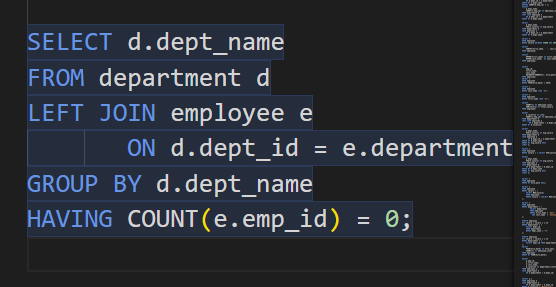 SELECT d.dept_name
FROM department d
LEFT JOIN employee e
ON d.dept_id = e.department
GROUP BY d.dept_name
HAVING COUNT(e.emp_id) = 0;